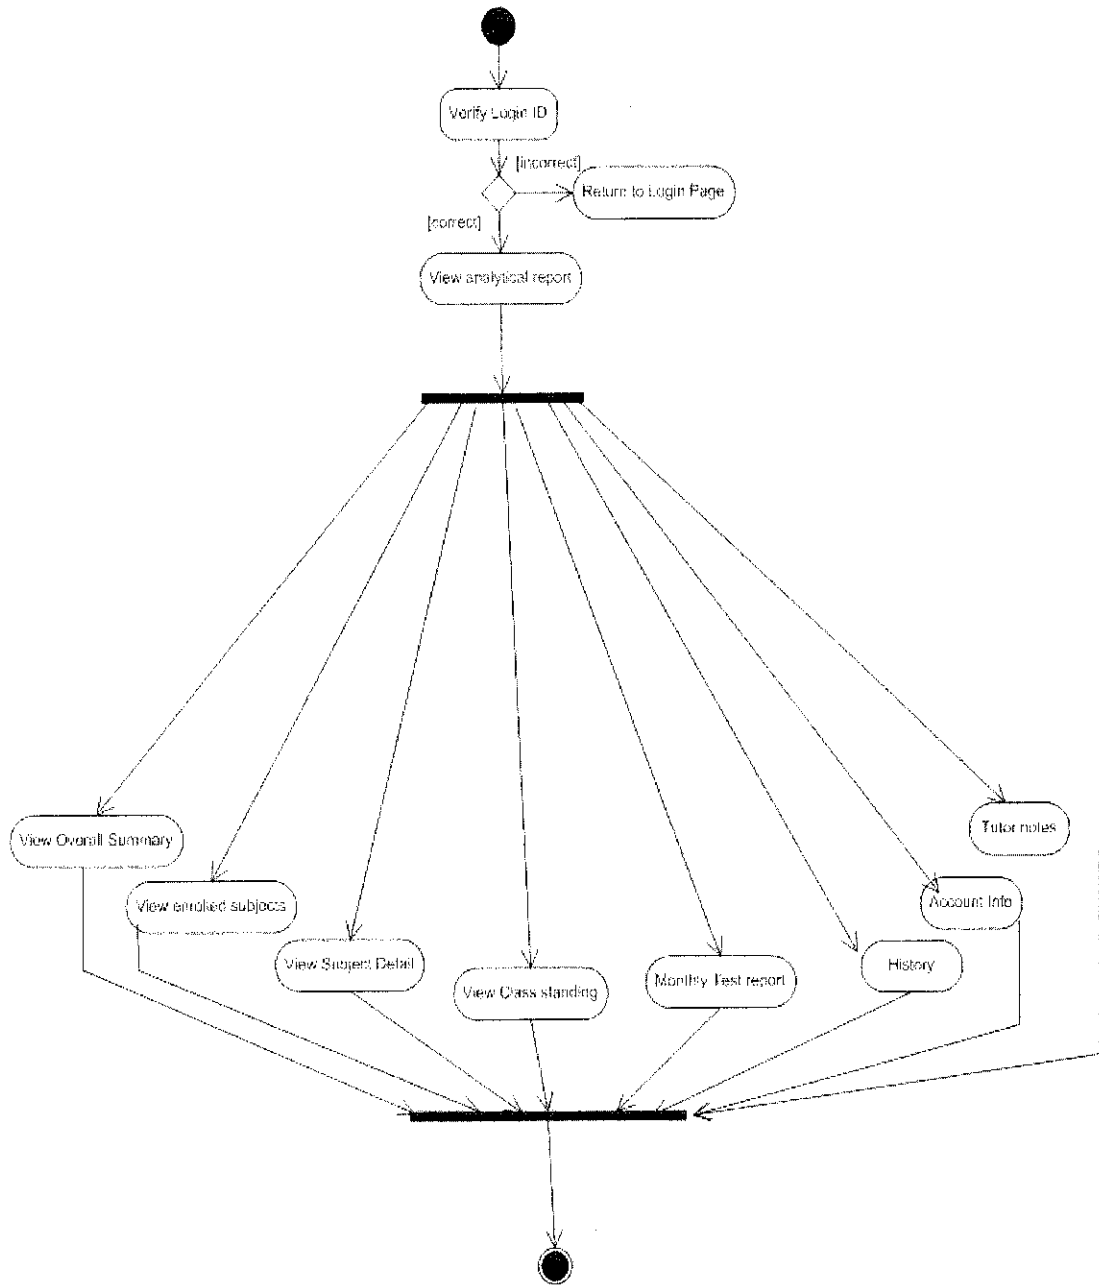 Verify Login ID
[incorrect]
Return to Login Page
[correct]
View analytical report
View Overall Summary
Tutor notes
View enrolled subjects
Account Info
View Subject Detail
History
View Class standing
Monthly Test report